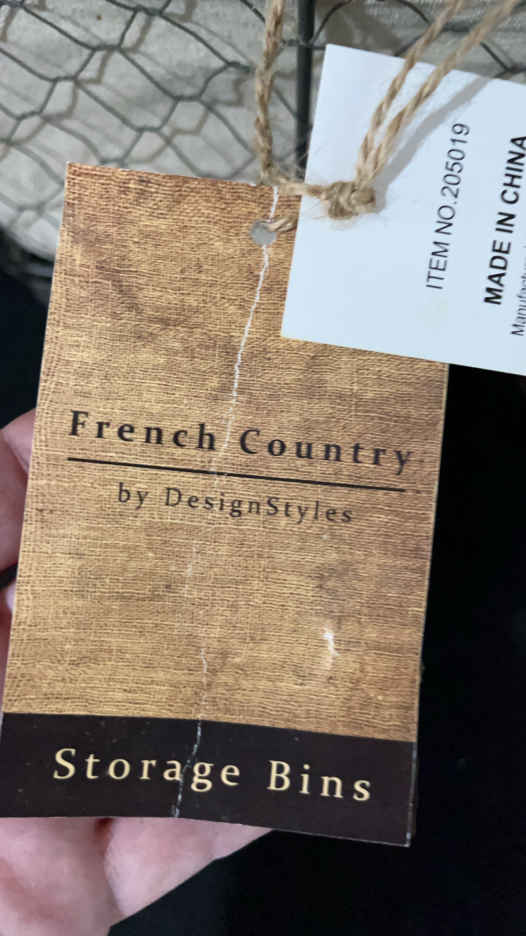 French Country
by DesignStyles
Storage Bins
ITEM NO.205019
MADE IN CHINA